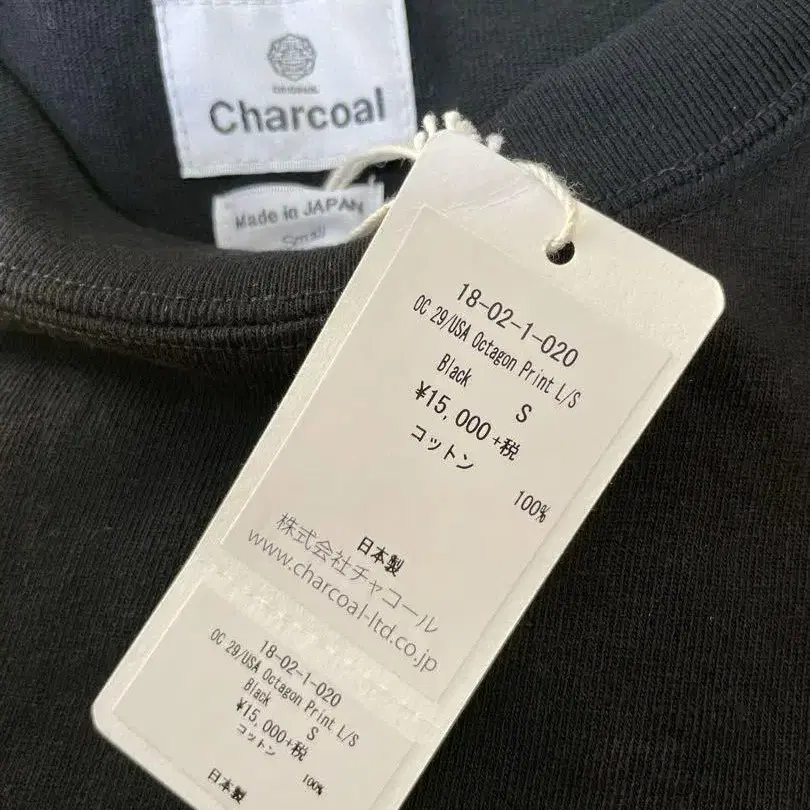 ORIGINAL
Charcoal
Made in JAPAN
Small
18-02-1-020
OC 29/USA Octagon Print L/S
Black S
¥15,000+税
コットン 100%
日本製
株式会社チャコール
www.charcoal-ltd.co.jp
18-02-1-020
OC 29/USA Octagon Print L/S
Black S
¥15,000+税
コットン 100%
日本製